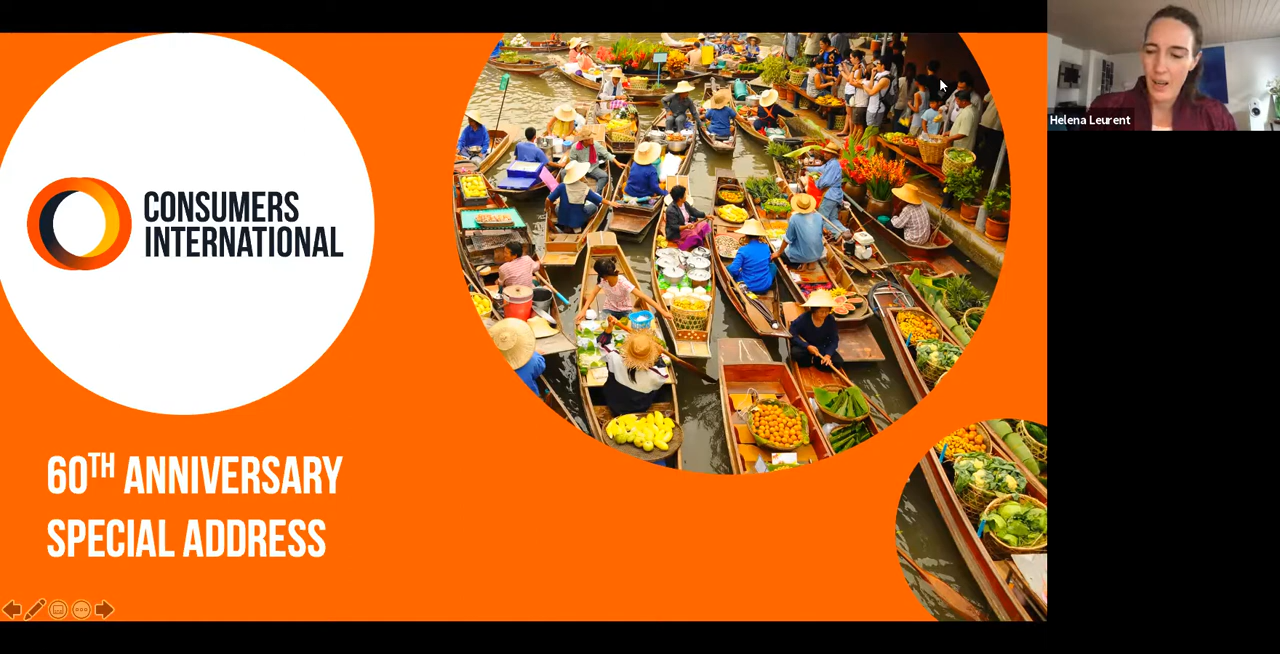 CONSUMERS
INTERNATIONAL
60TH ANNIVERSARY
SPECIAL ADDRESS
Helena Leurent